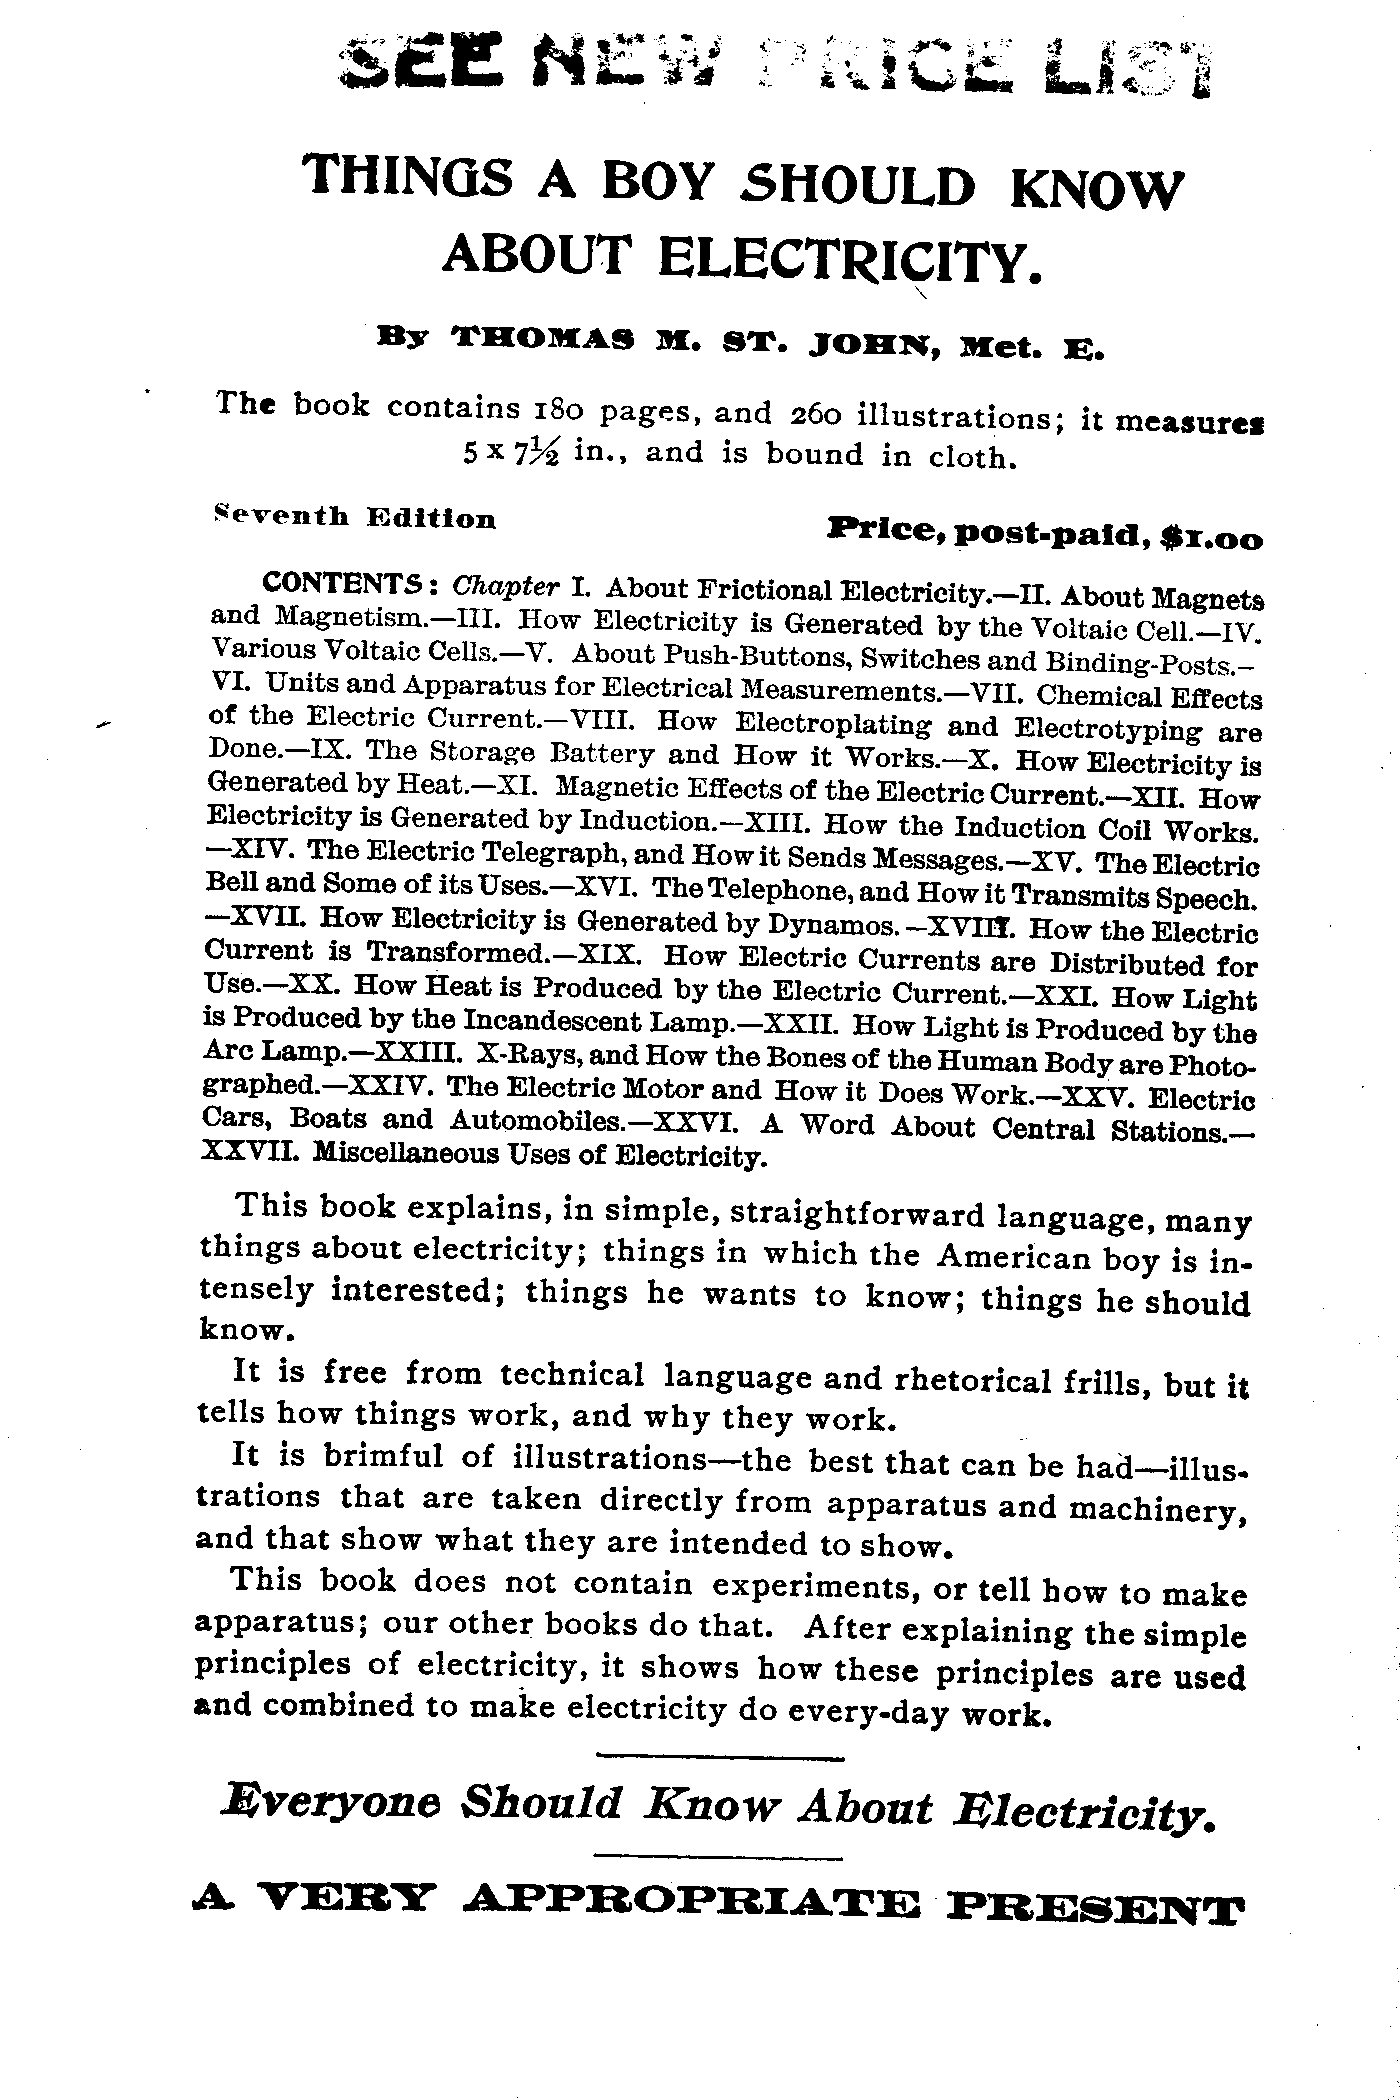 SEE NEW PRICE LIST
THINGS A BOY SHOULD KNOW
ABOUT ELECTRICITY.
By THOMAS M. ST. JOHN, Met. E.
The book contains 180 pages, and 260 illustrations; it measures
5 x 7½ in., and is bound in cloth.
Seventh Edition Price, post-paid, $1.00
CONTENTS: Chapter I. About Frictional Electricity.—II. About Magnets
and Magnetism.—III. How Electricity is Generated by the Voltaic Cell.—IV.
Various Voltaic Cells.—V. About Push-Buttons, Switches and Binding-Posts.—
VI. Units and Apparatus for Electrical Measurements.—VII. Chemical Effects
of the Electric Current.—VIII. How Electroplating and Electrotyping are
Done.—IX. The Storage Battery and How it Works.—X. How Electricity is
Generated by Heat.—XI. Magnetic Effects of the Electric Current.—XII. How
Electricity is Generated by Induction.—XIII. How the Induction Coil Works.
—XIV. The Electric Telegraph, and How it Sends Messages.—XV. The Electric
Bell and Some of its Uses.—XVI. The Telephone, and How it Transmits Speech.
—XVII. How Electricity is Generated by Dynamos.—XVIII. How the Electric
Current is Transformed.—XIX. How Electric Currents are Distributed for
Use.—XX. How Heat is Produced by the Electric Current.—XXI. How Light
is Produced by the Incandescent Lamp.—XXII. How Light is Produced by the
Arc Lamp.—XXIII. X-Rays, and How the Bones of the Human Body are Photo-
graphed.—XXIV. The Electric Motor and How it Does Work.—XXV. Electric
Cars, Boats and Automobiles.—XXVI. A Word About Central Stations.—
XXVII. Miscellaneous Uses of Electricity.
This book explains, in simple, straightforward language, many
things about electricity; things in which the American boy is in-
tensely interested; things he wants to know; things he should
know.
It is free from technical language and rhetorical frills, but it
tells how things work, and why they work.
It is brimful of illustrations—the best that can be had—illus-
trations that are taken directly from apparatus and machinery,
and that show what they are intended to show.
This book does not contain experiments, or tell how to make
apparatus; our other books do that. After explaining the simple
principles of electricity, it shows how these principles are used
and combined to make electricity do every-day work.
Everyone Should Know About Electricity.
A VERY APPROPRIATE PRESENT